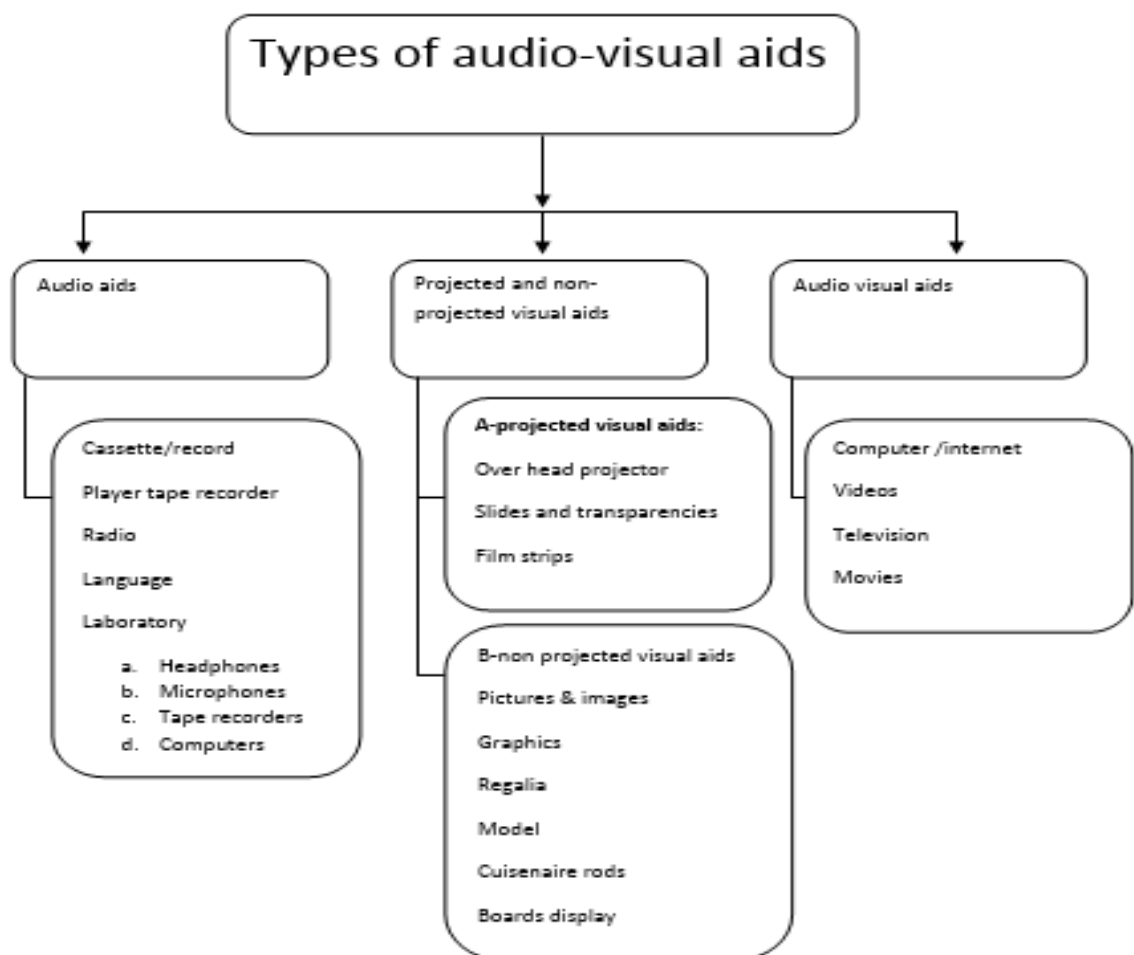 Types of audio-visual aids
Audio aids
Cassette/record
Player tape recorder
Radio
Language
Laboratory
a. Headphones
b. Microphones
c. Tape recorders
d. Computers
Projected and non-
projected visual aids
A-projected visual aids:
Over head projector
Slides and transparencies
Film strips
B-non projected visual aids
Pictures & images
Graphics
Regalia
Model
Cuisenaire rods
Boards display
Audio visual aids
Computer /internet
Videos
Television
Movies